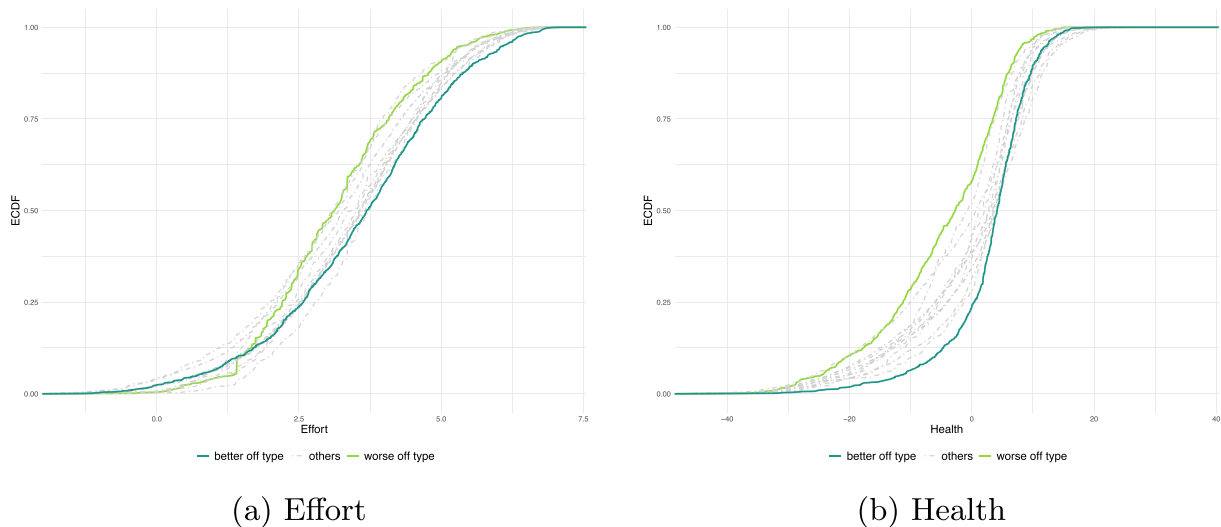 1.00
0.75
0.50
0.25
0.00
ECDF
0.0 2.5 5.0 7.5
Effort
better off type others worse off type
(a) Effort
1.00
0.75
0.50
0.25
0.00
ECDF
−40 −20 0 20 40
Health
better off type others worse off type
(b) Health